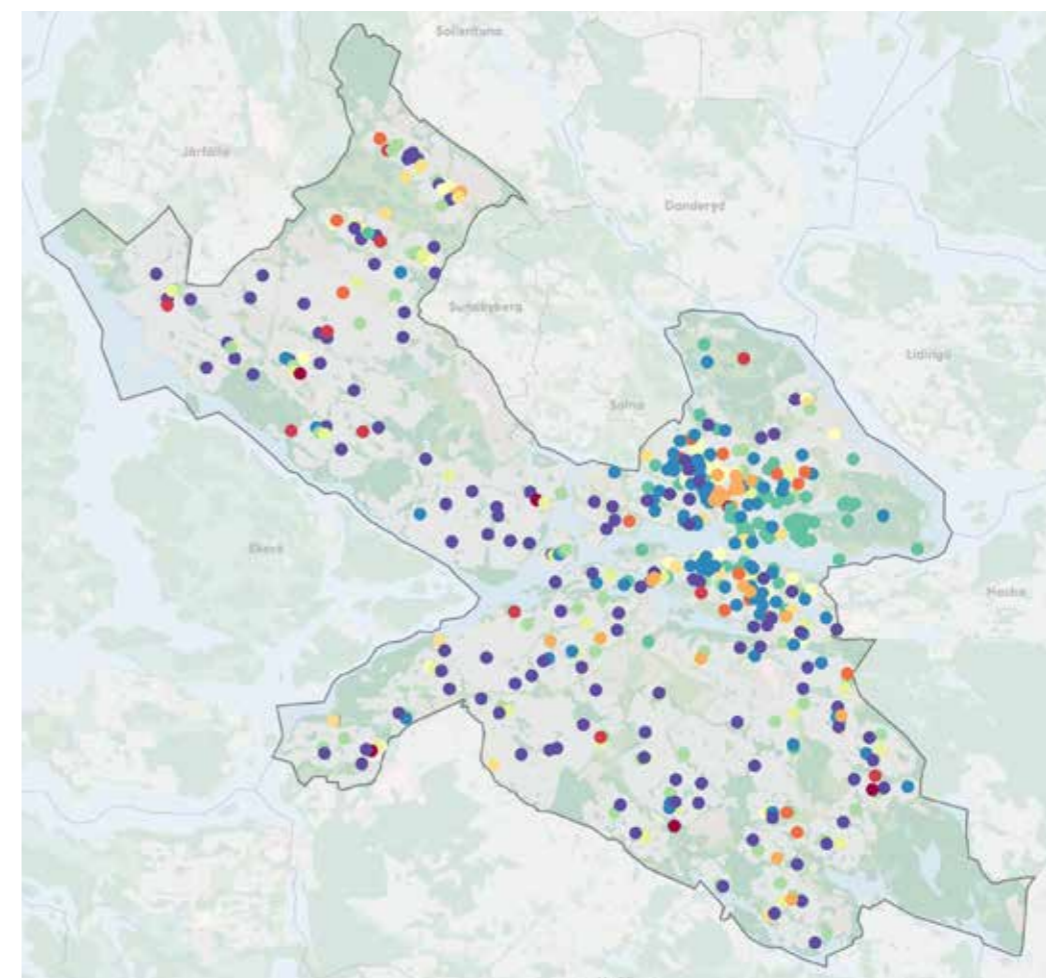 Sollentuna
Järfälla
Danderyd
Sundbyberg
Lidingö
Solna
Ekerö
Nacka